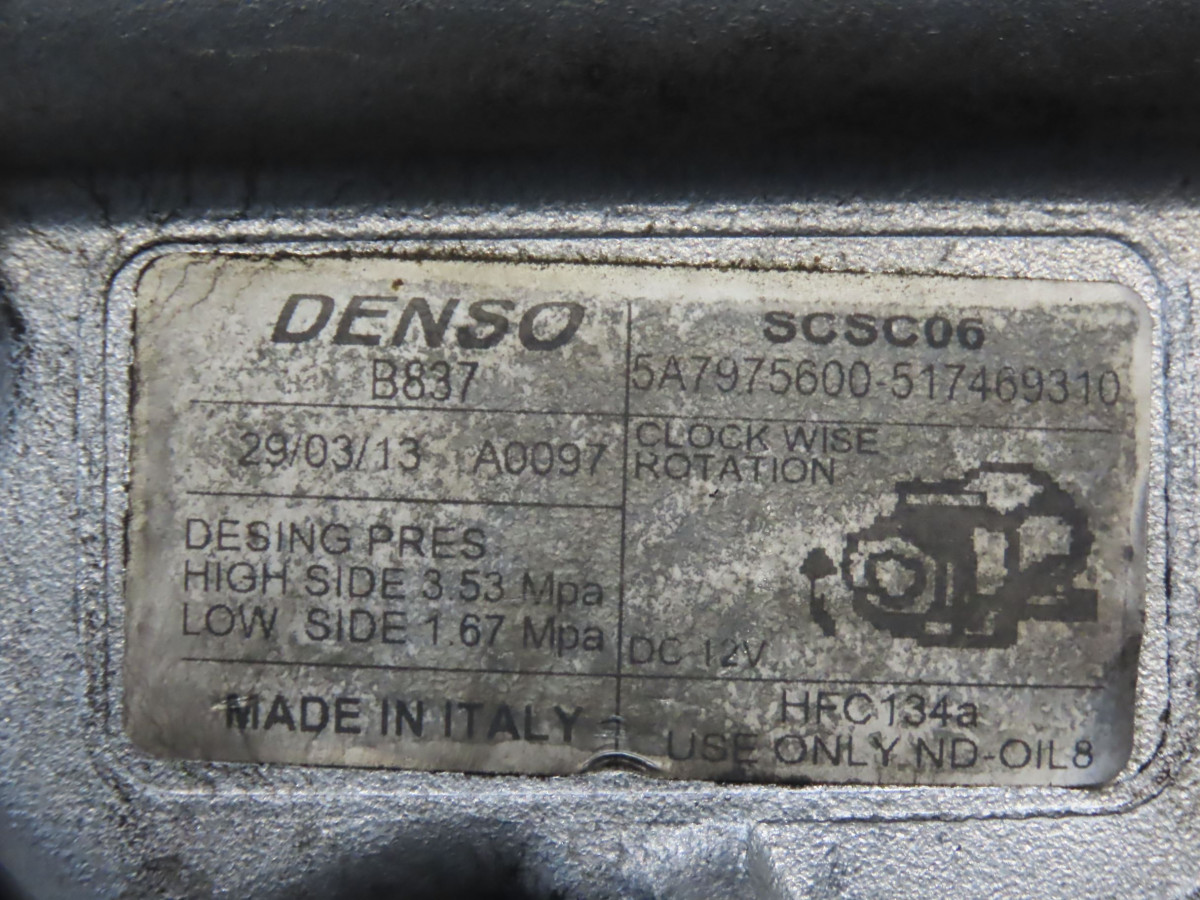 DENSO
B837
29/03/13 A0097
DESING PRES
HIGH SIDE 3.53 Mpa
LOW SIDE 1.67 Mpa
MADE IN ITALY
SCSC06
5A7975600-517469310
CLOCK WISE
ROTATION
DC 12V
HFC134a
USE ONLY ND-OIL8